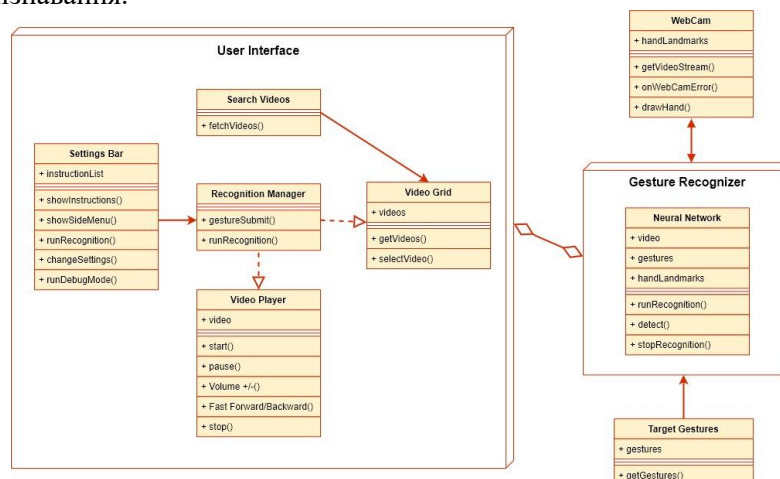 User Interface
Search Videos
+ fetchVideos()
Settings Bar
+ instructionList
+ showInstructions()
+ showSideMenu()
+ runRecognition()
+ changeSettings()
+ runDebugMode()
Recognition Manager
+ gestureSubmit()
+ runRecognition()
Video Grid
+ videos
+ getVideos()
+ selectVideo()
Video Player
+ video
+ start()
+ pause()
+ Volume +/-()
+ Fast Forward/Backward()
+ stop()
WebCam
+ handLandmarks
+ getVideoStream()
+ onWebCamError()
+ drawHand()
Gesture Recognizer
Neural Network
+ video
+ gestures
+ handLandmarks
+ runRecognition()
+ detect()
+ stopRecognition()
Target Gestures
+ gestures
+ getGestures()